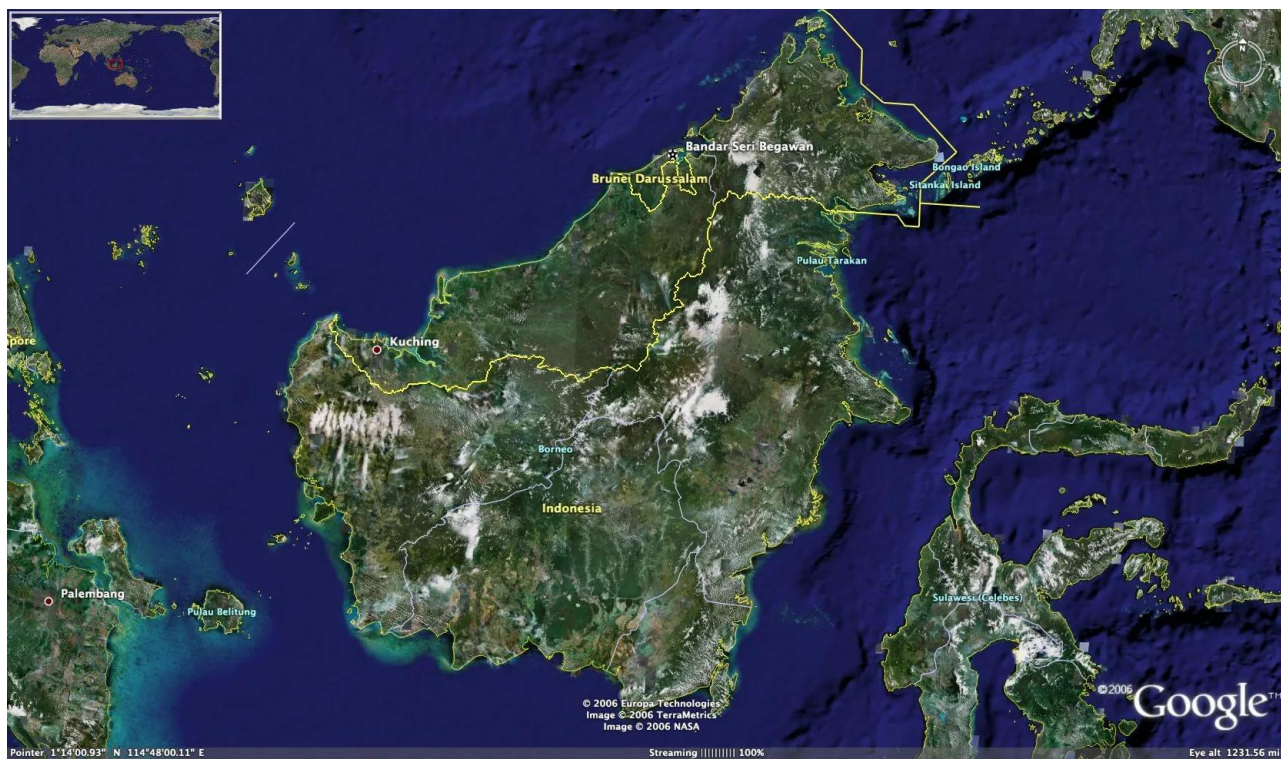 N
Bandar Seri Begawan
Brunei Darussalam
Bongao Island
Sitankai Island
Pulau Tarakan
pore
Kuching
Borneo
Indonesia
Palembang
Pulau Belitung
Sulawesi (Celebes)
© 2006 Europa Technologies
Image © 2006 TerraMetrics
Image © 2006 NASA
©2006 Google™
Pointer 1°14'00.93" N 114°48'00.11" E
Streaming |||||||||| 100%
Eye alt 1231.56 mi